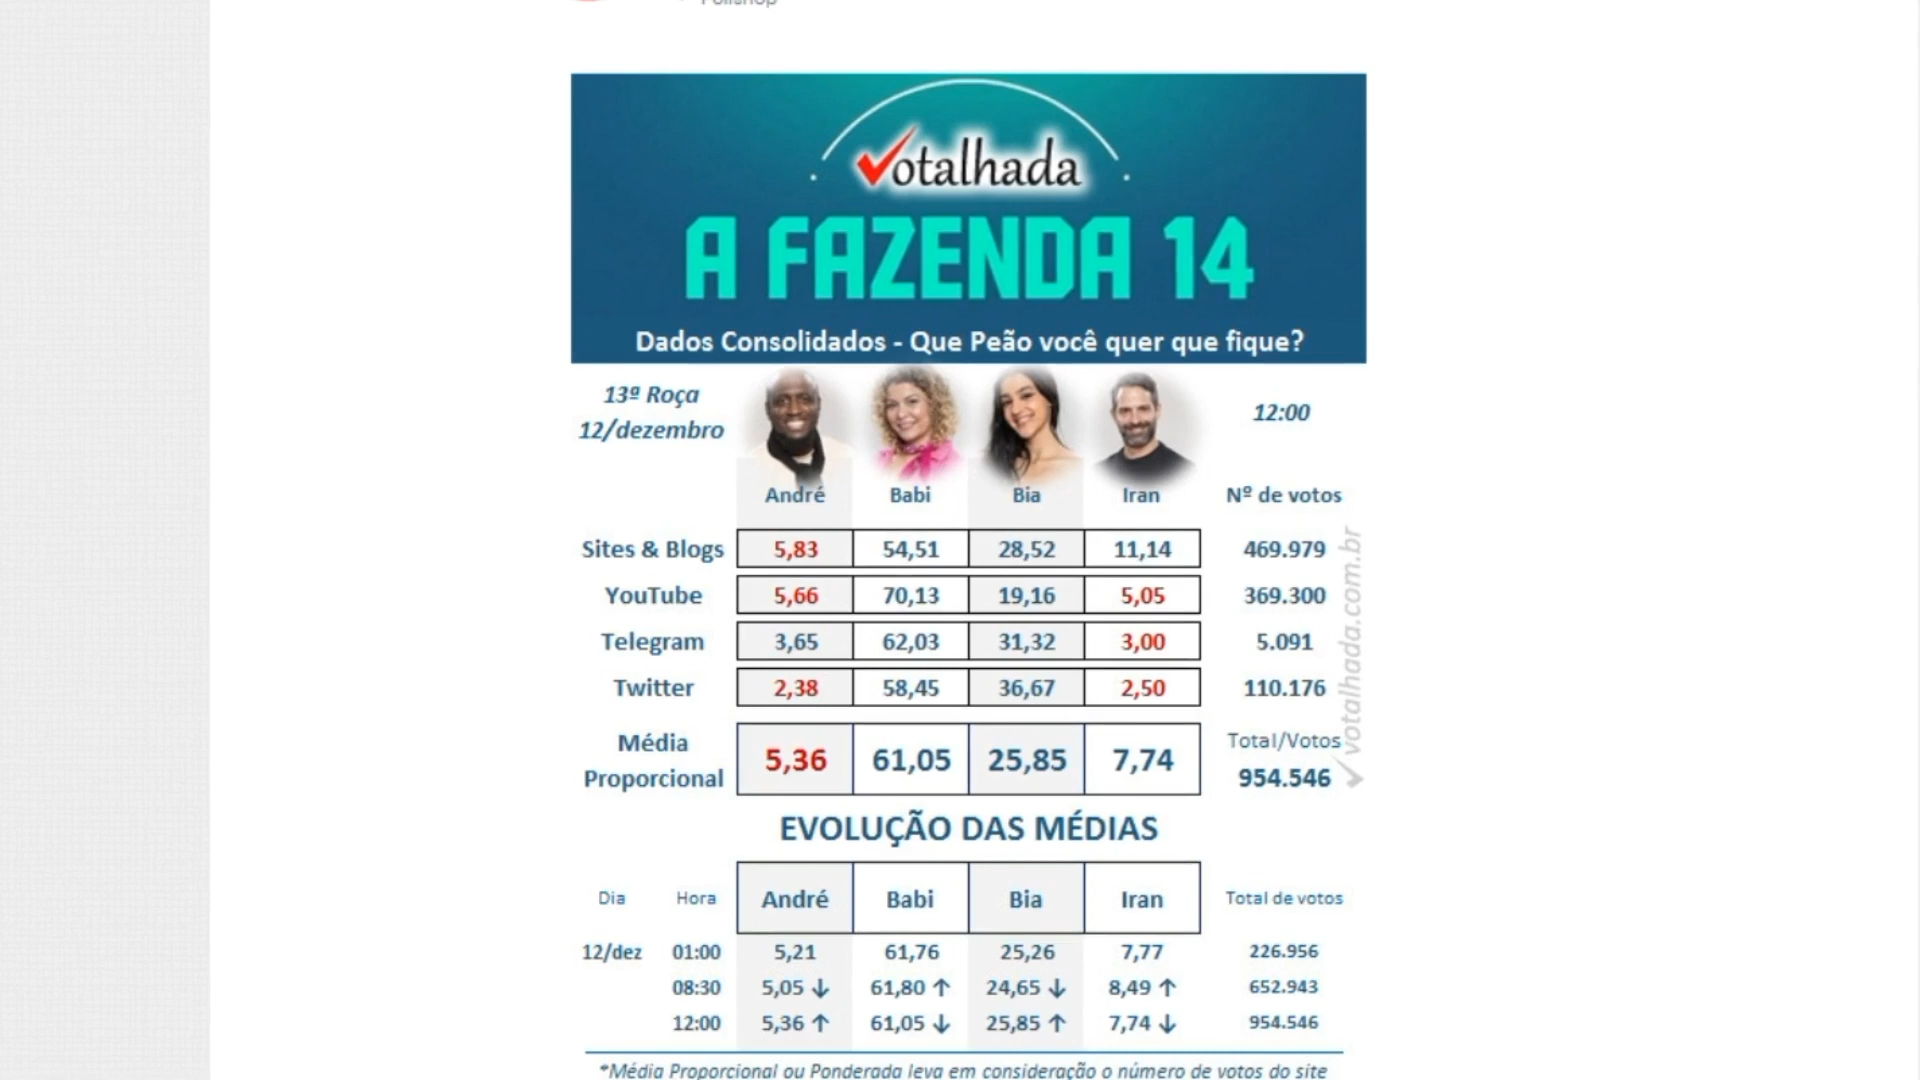 Polishop
Votalhada
A FAZENDA 14
Dados Consolidados - Que Peão você quer que fique?
13ª Roça
12/dezembro
12:00
André Babi Bia Iran Nº de votos
Sites & Blogs 5,83 54,51 28,52 11,14 469.979
YouTube 5,66 70,13 19,16 5,05 369.300
Telegram 3,65 62,03 31,32 3,00 5.091
Twitter 2,38 58,45 36,67 2,50 110.176
votalhada.com.br
Média Proporcional 5,36 61,05 25,85 7,74 Total/Votos 954.546
EVOLUÇÃO DAS MÉDIAS
Dia Hora André Babi Bia Iran Total de votos
12/dez 01:00 5,21 61,76 25,26 7,77 226.956
08:30 5,05 ↓ 61,80 ↑ 24,65 ↓ 8,49 ↑ 652.943
12:00 5,36 ↑ 61,05 ↓ 25,85 ↑ 7,74 ↓ 954.546
*Média Proporcional ou Ponderada leva em consideração o número de votos do site